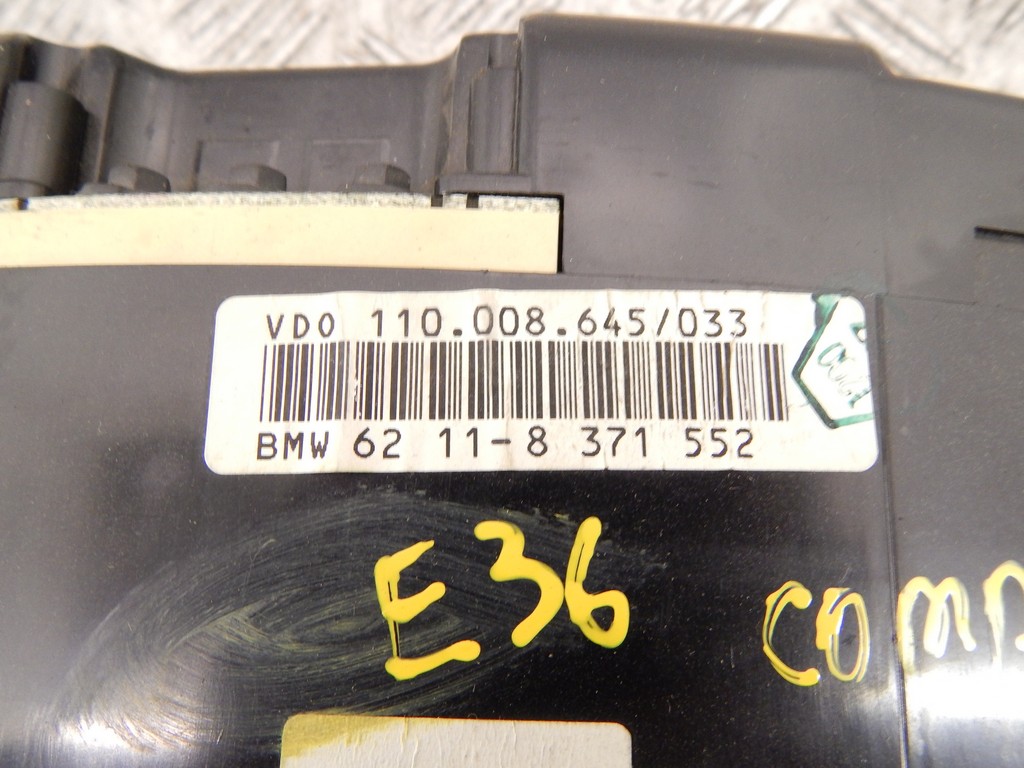 VDO 110.008.645/033
BMW 62 11-8 371 552
E36